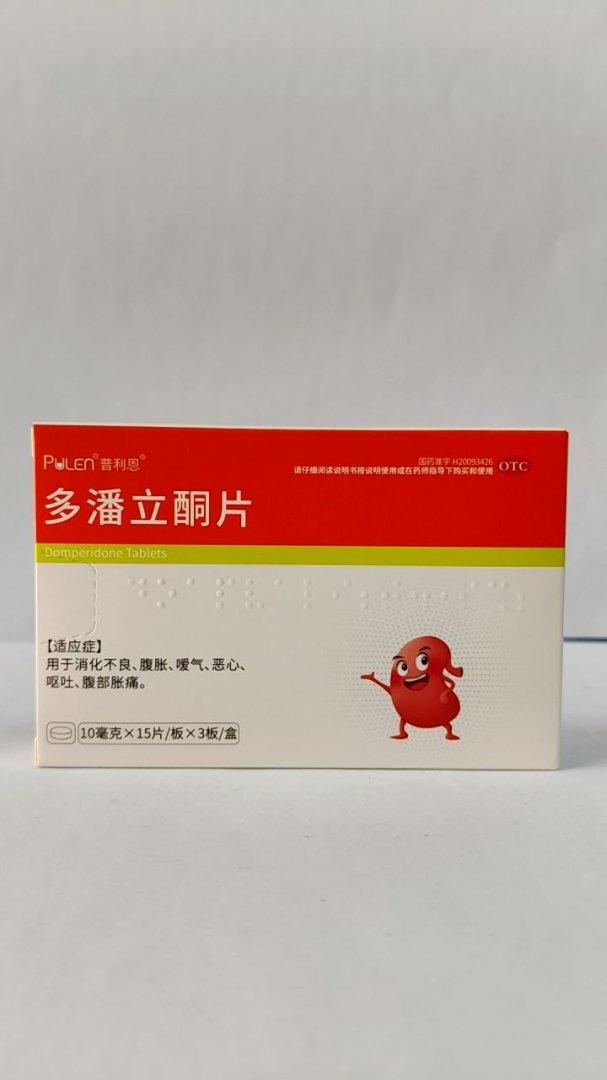 PULEN® 普利恩®
国药准字 H20093426
请仔细阅读说明书按说明使用或在药师指导下购买和使用
OTC
多潘立酮片
Domperidone Tablets
【适应症】
用于消化不良、腹胀、嗳气、恶心、
呕吐、腹部胀痛。
10毫克×15片/板×3板/盒